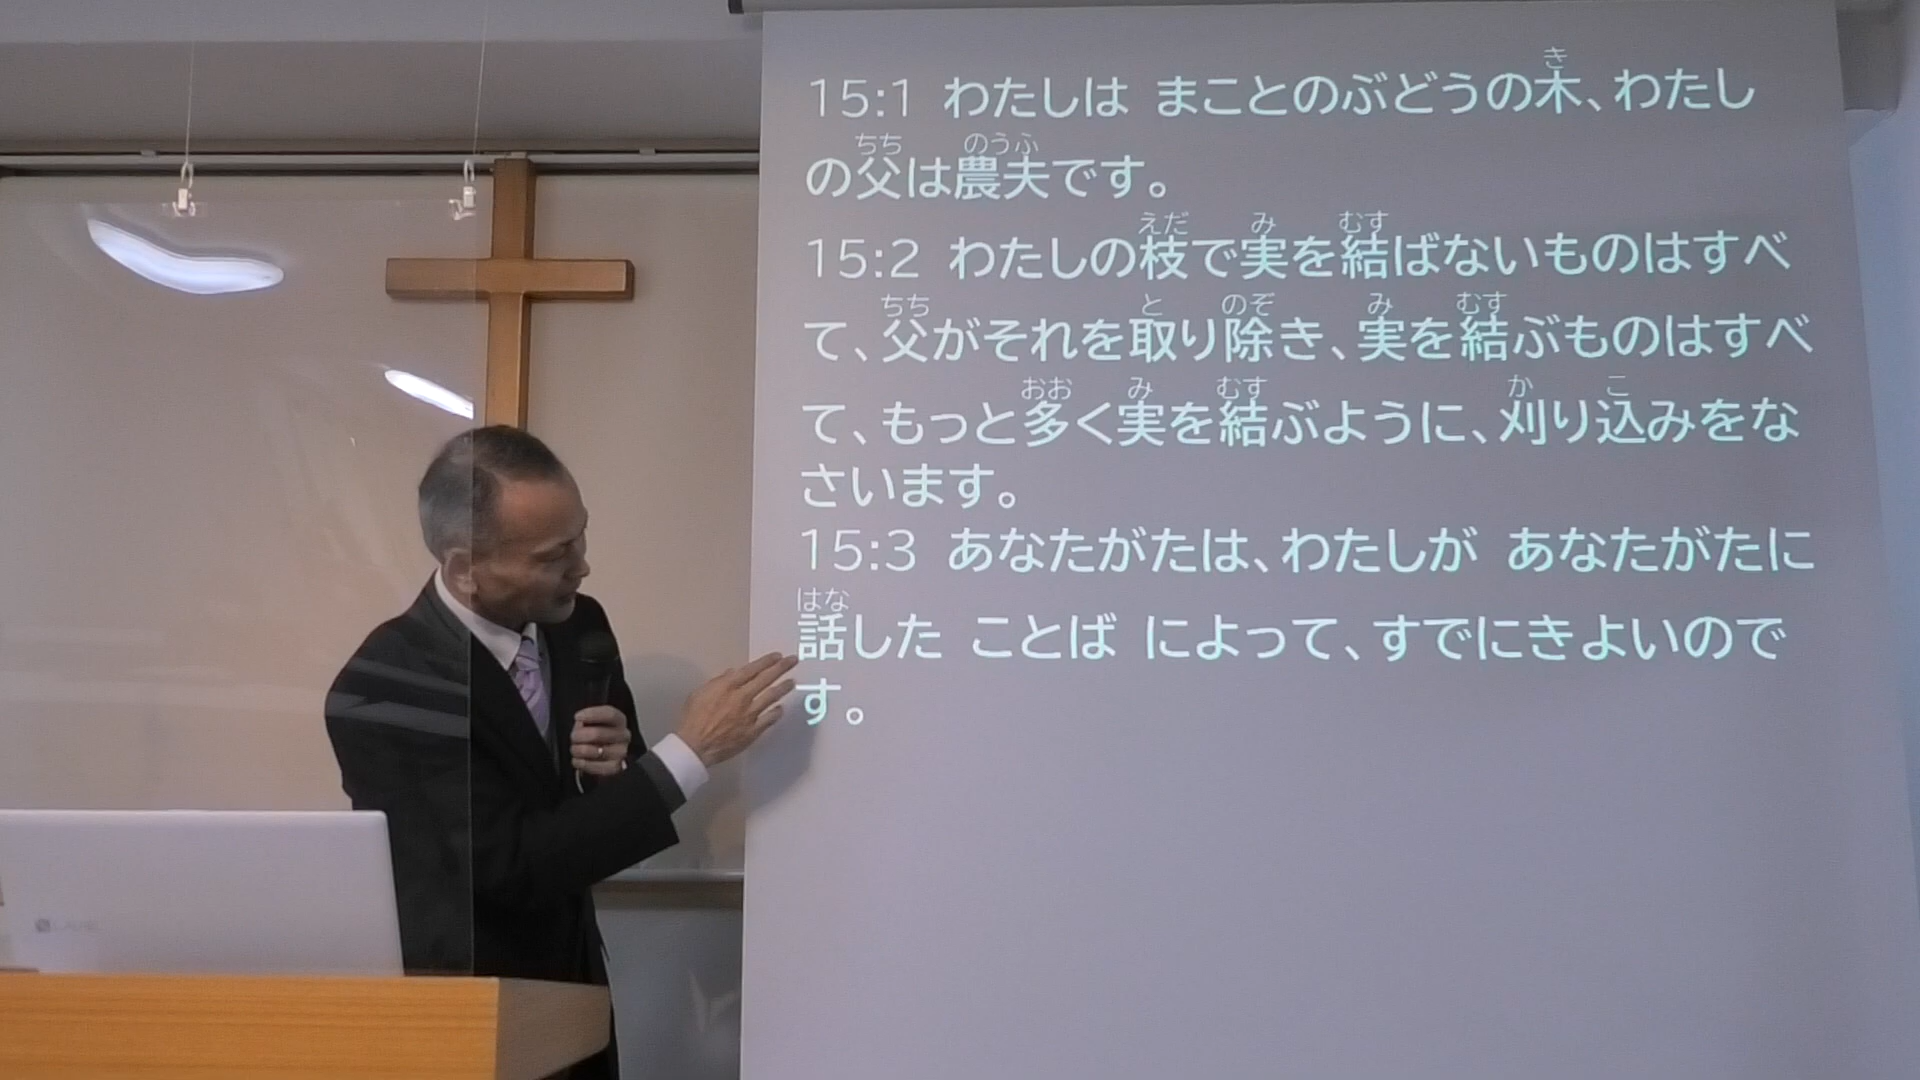 15:1 わたしは まことのぶどうの木、わたし
の父は農夫です。
15:2 わたしの枝で実を結ばないものはすべ
て、父がそれを取り除き、実を結ぶものはすべ
て、もっと多く実を結ぶように、刈り込みをな
さいます。
15:3 あなたがたは、わたしが あなたがたに
話した ことば によって、すでにきよいので
す。